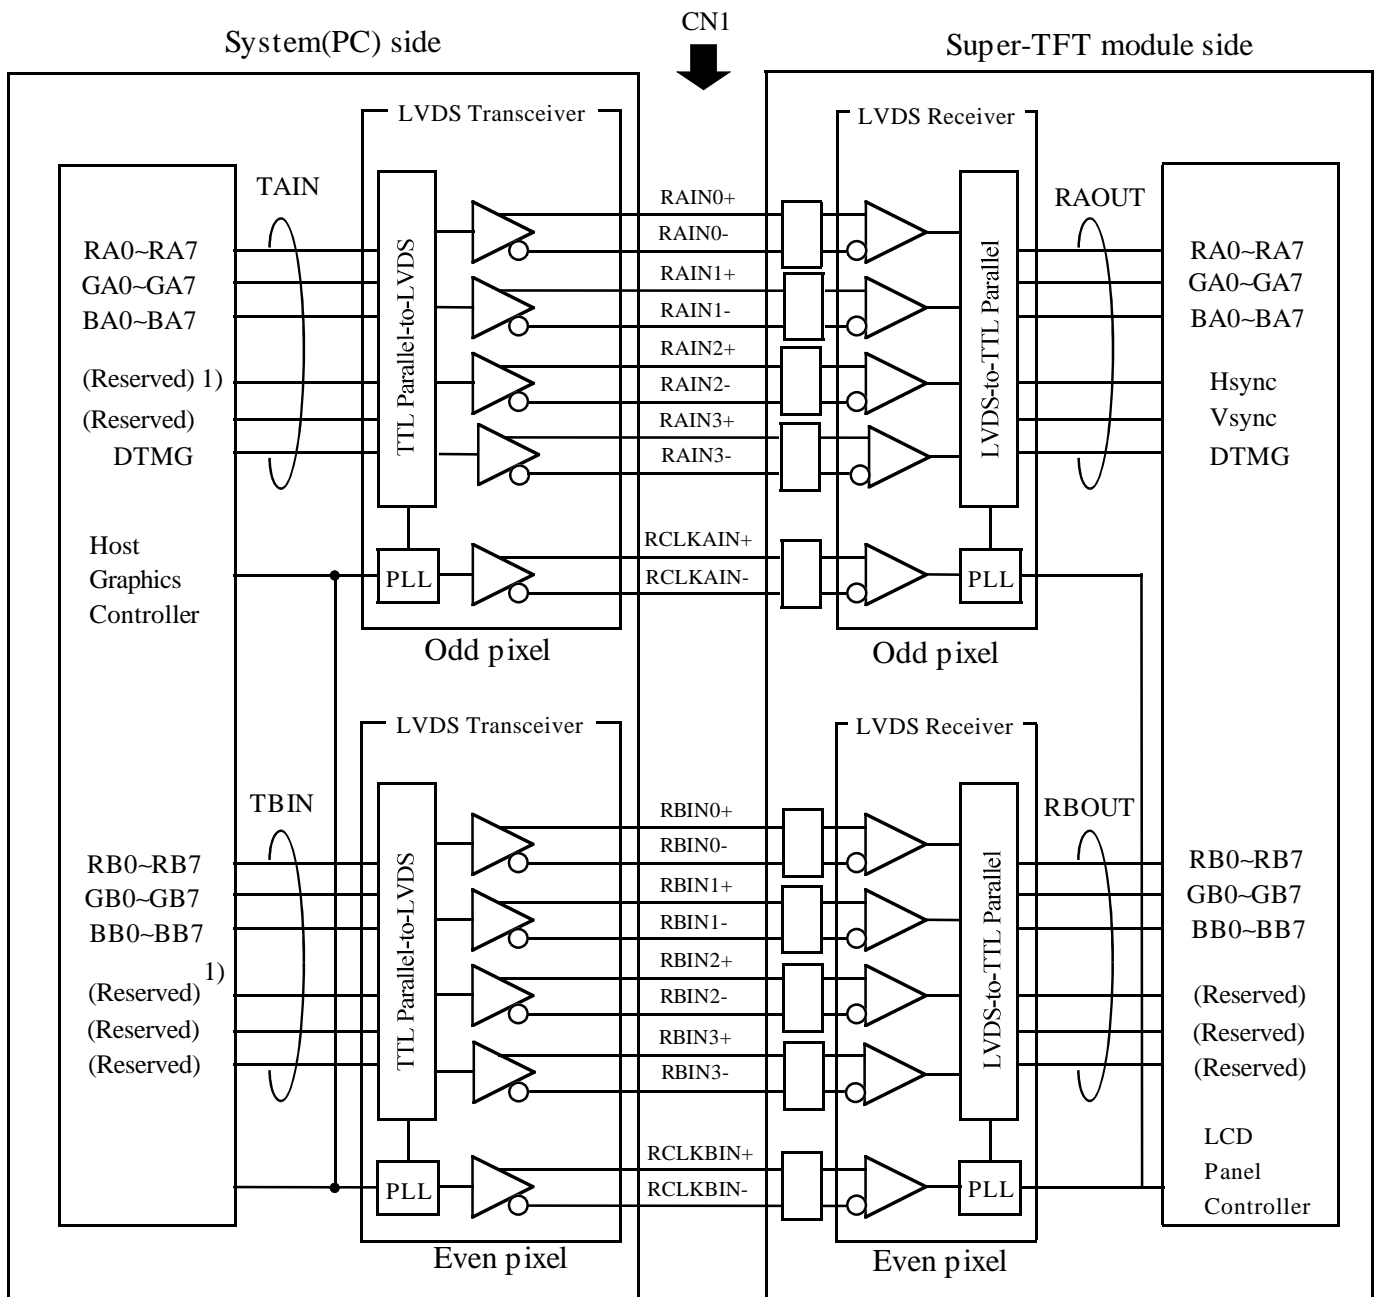 CN1
System(PC) side
Super-TFT module side
LVDS Transceiver
LVDS Receiver
TAIN
RAOUT
RA0~RA7
GA0~GA7
BA0~BA7
(Reserved) 1)
(Reserved)
DTMG
TTL Parallel-to-LVDS
RAIN0+
RAIN0-
RAIN1+
RAIN1-
RAIN2+
RAIN2-
RAIN3+
RAIN3-
LVDS-to-TTL Parallel
RA0~RA7
GA0~GA7
BA0~BA7
Hsync
Vsync
DTMG
Host
Graphics
Controller
PLL
RCLKAIN+
RCLKAIN-
PLL
Odd pixel
Odd pixel
LVDS Transceiver
LVDS Receiver
TBIN
RBOUT
RB0~RB7
GB0~GB7
BB0~BB7
(Reserved) 1)
(Reserved)
(Reserved)
TTL Parallel-to-LVDS
RBIN0+
RBIN0-
RBIN1+
RBIN1-
RBIN2+
RBIN2-
RBIN3+
RBIN3-
LVDS-to-TTL Parallel
RB0~RB7
GB0~GB7
BB0~BB7
(Reserved)
(Reserved)
(Reserved)
PLL
RCLKBIN+
RCLKBIN-
PLL
LCD
Panel
Controller
Even pixel
Even pixel